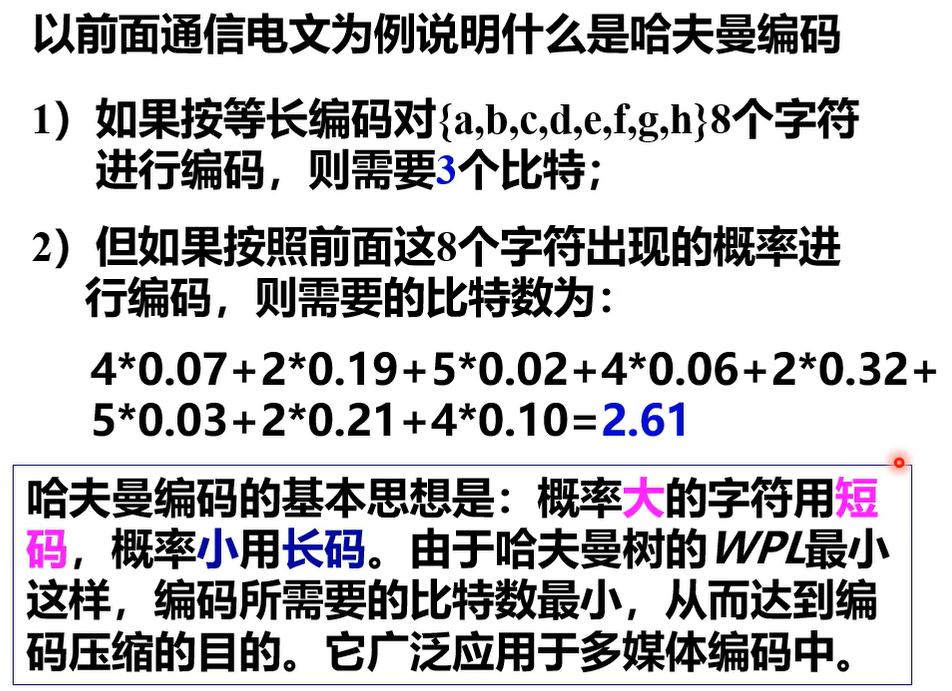 以前面通信电文为例说明什么是哈夫曼编码
1）如果按等长编码对{a,b,c,d,e,f,g,h}8个字符
进行编码，则需要3个比特；
2）但如果按照前面这8个字符出现的概率进
行编码，则需要的比特数为：
4*0.07+2*0.19+5*0.02+4*0.06+2*0.32+
5*0.03+2*0.21+4*0.10=2.61
哈夫曼编码的基本思想是：概率大的字符用短
码，概率小用长码。由于哈夫曼树的WPL最小
这样，编码所需要的比特数最小，从而达到编
码压缩的目的。它广泛应用于多媒体编码中。